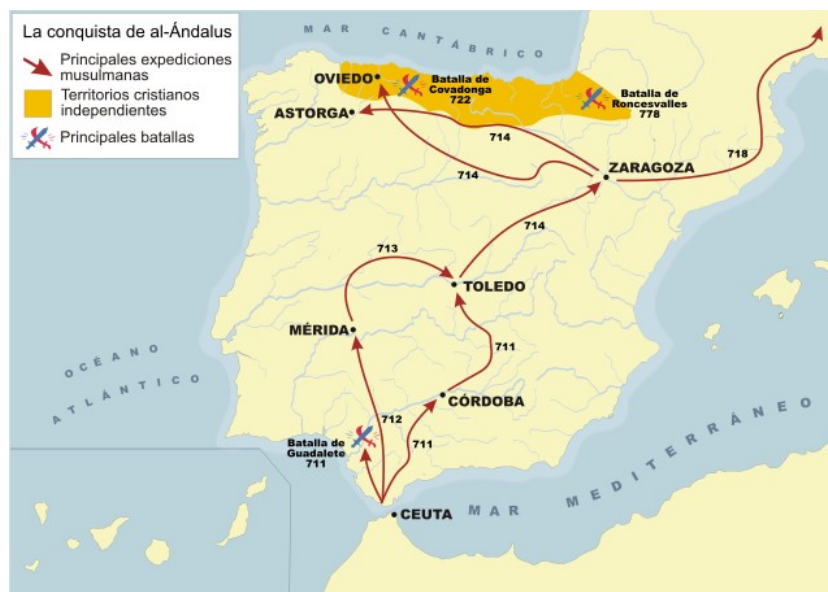 La conquista de al-Ándalus
Principales expediciones
musulmanas
Territorios cristianos
independientes
Principales batallas
MAR CANTÁBRICO
OVIEDO
Batalla de
Covadonga
722
Batalla de
Roncesvalles
778
ASTORGA
714
714
ZARAGOZA
718
714
713
TOLEDO
MÉRIDA
711
OCÉANO
ATLÁNTICO
CÓRDOBA
712
711
Batalla de
Guadalete
711
CEUTA
MAR MEDITERRÁNEO